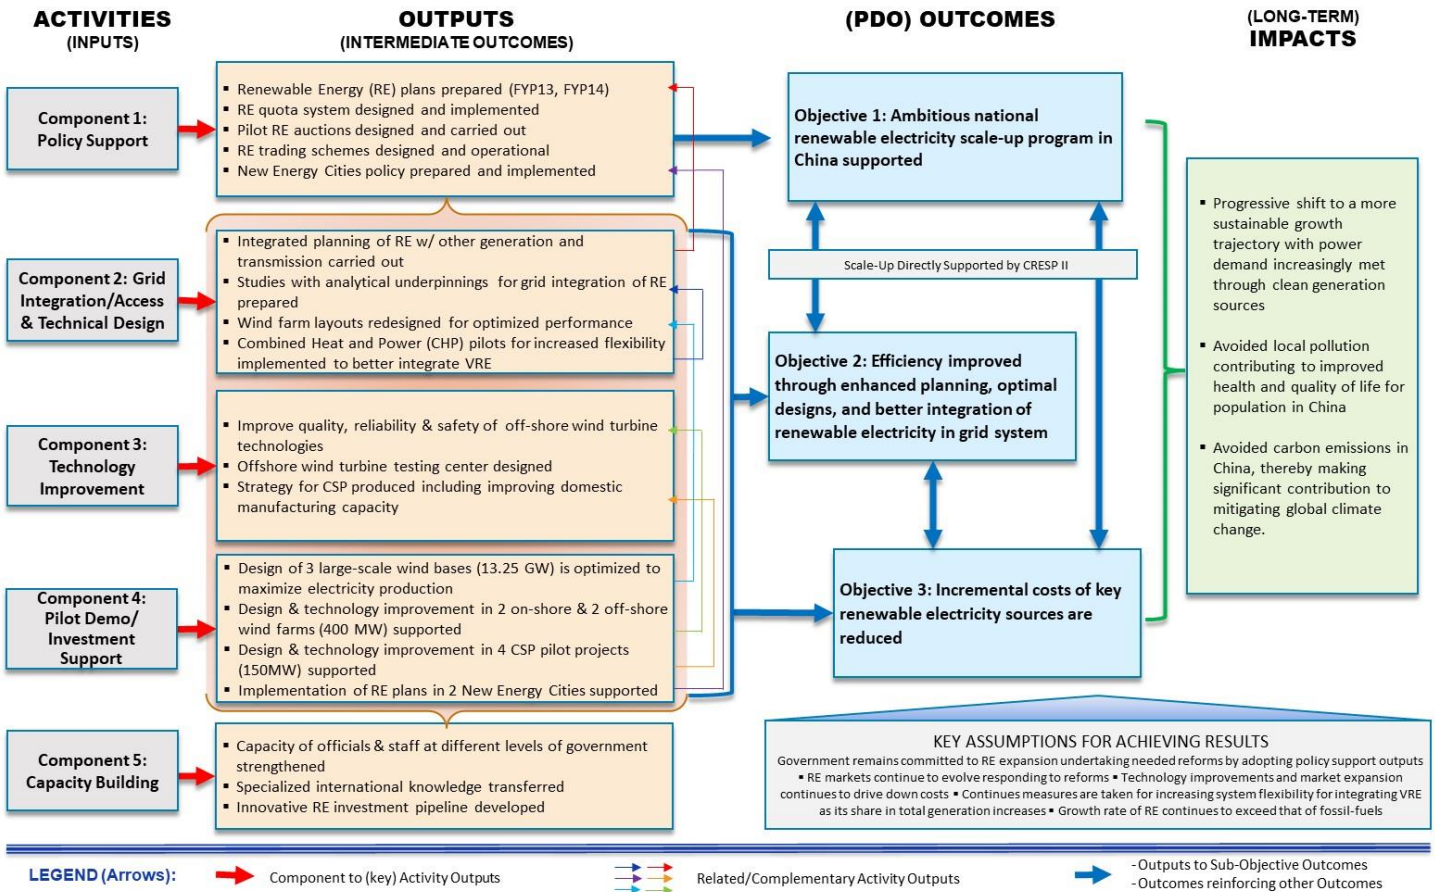 ACTIVITIES
(INPUTS)
OUTPUTS
(INTERMEDIATE OUTCOMES)
(PDO) OUTCOMES
(LONG-TERM)
IMPACTS
Component 1:
Policy Support
▪ Renewable Energy (RE) plans prepared (FYP13, FYP14)
▪ RE quota system designed and implemented
▪ Pilot RE auctions designed and carried out
▪ RE trading schemes designed and operational
▪ New Energy Cities policy prepared and implemented
Component 2: Grid
Integration/Access
& Technical Design
▪ Integrated planning of RE w/ other generation and
transmission carried out
▪ Studies with analytical underpinnings for grid integration of RE
prepared
▪ Wind farm layouts redesigned for optimized performance
▪ Combined Heat and Power (CHP) pilots for increased flexibility
implemented to better integrate VRE
Component 3:
Technology
Improvement
▪ Improve quality, reliability & safety of off-shore wind turbine
technologies
▪ Offshore wind turbine testing center designed
▪ Strategy for CSP produced including improving domestic
manufacturing capacity
Component 4:
Pilot Demo/
Investment
Support
▪ Design of 3 large-scale wind bases (13.25 GW) is optimized to
maximize electricity production
▪ Design & technology improvement in 2 on-shore & 2 off-shore
wind farms (400 MW) supported
▪ Design & technology improvement in 4 CSP pilot projects
(150MW) supported
▪ Implementation of RE plans in 2 New Energy Cities supported
Component 5:
Capacity Building
▪ Capacity of officials & staff at different levels of government
strengthened
▪ Specialized international knowledge transferred
▪ Innovative RE investment pipeline developed
Objective 1: Ambitious national
renewable electricity scale-up program in
China supported
Scale-Up Directly Supported by CRESP II
Objective 2: Efficiency improved
through enhanced planning, optimal
designs, and better integration of
renewable electricity in grid system
Objective 3: Incremental costs of key
renewable electricity sources are
reduced
▪ Progressive shift to a more
sustainable growth
trajectory with power
demand increasingly met
through clean generation
sources
▪ Avoided local pollution
contributing to improved
health and quality of life for
population in China
▪ Avoided carbon emissions in
China, thereby making
significant contribution to
mitigating global climate
change.
KEY ASSUMPTIONS FOR ACHIEVING RESULTS
Government remains committed to RE expansion undertaking needed reforms by adopting policy support outputs
▪ RE markets continue to evolve responding to reforms ▪ Technology improvements and market expansion
continues to drive down costs ▪ Continues measures are taken for increasing system flexibility for integrating VRE
as its share in total generation increases ▪ Growth rate of RE continues to exceed that of fossil-fuels
LEGEND (Arrows):
Component to (key) Activity Outputs
Related/Complementary Activity Outputs
- Outputs to Sub-Objective Outcomes
- Outcomes reinforcing other Outcomes